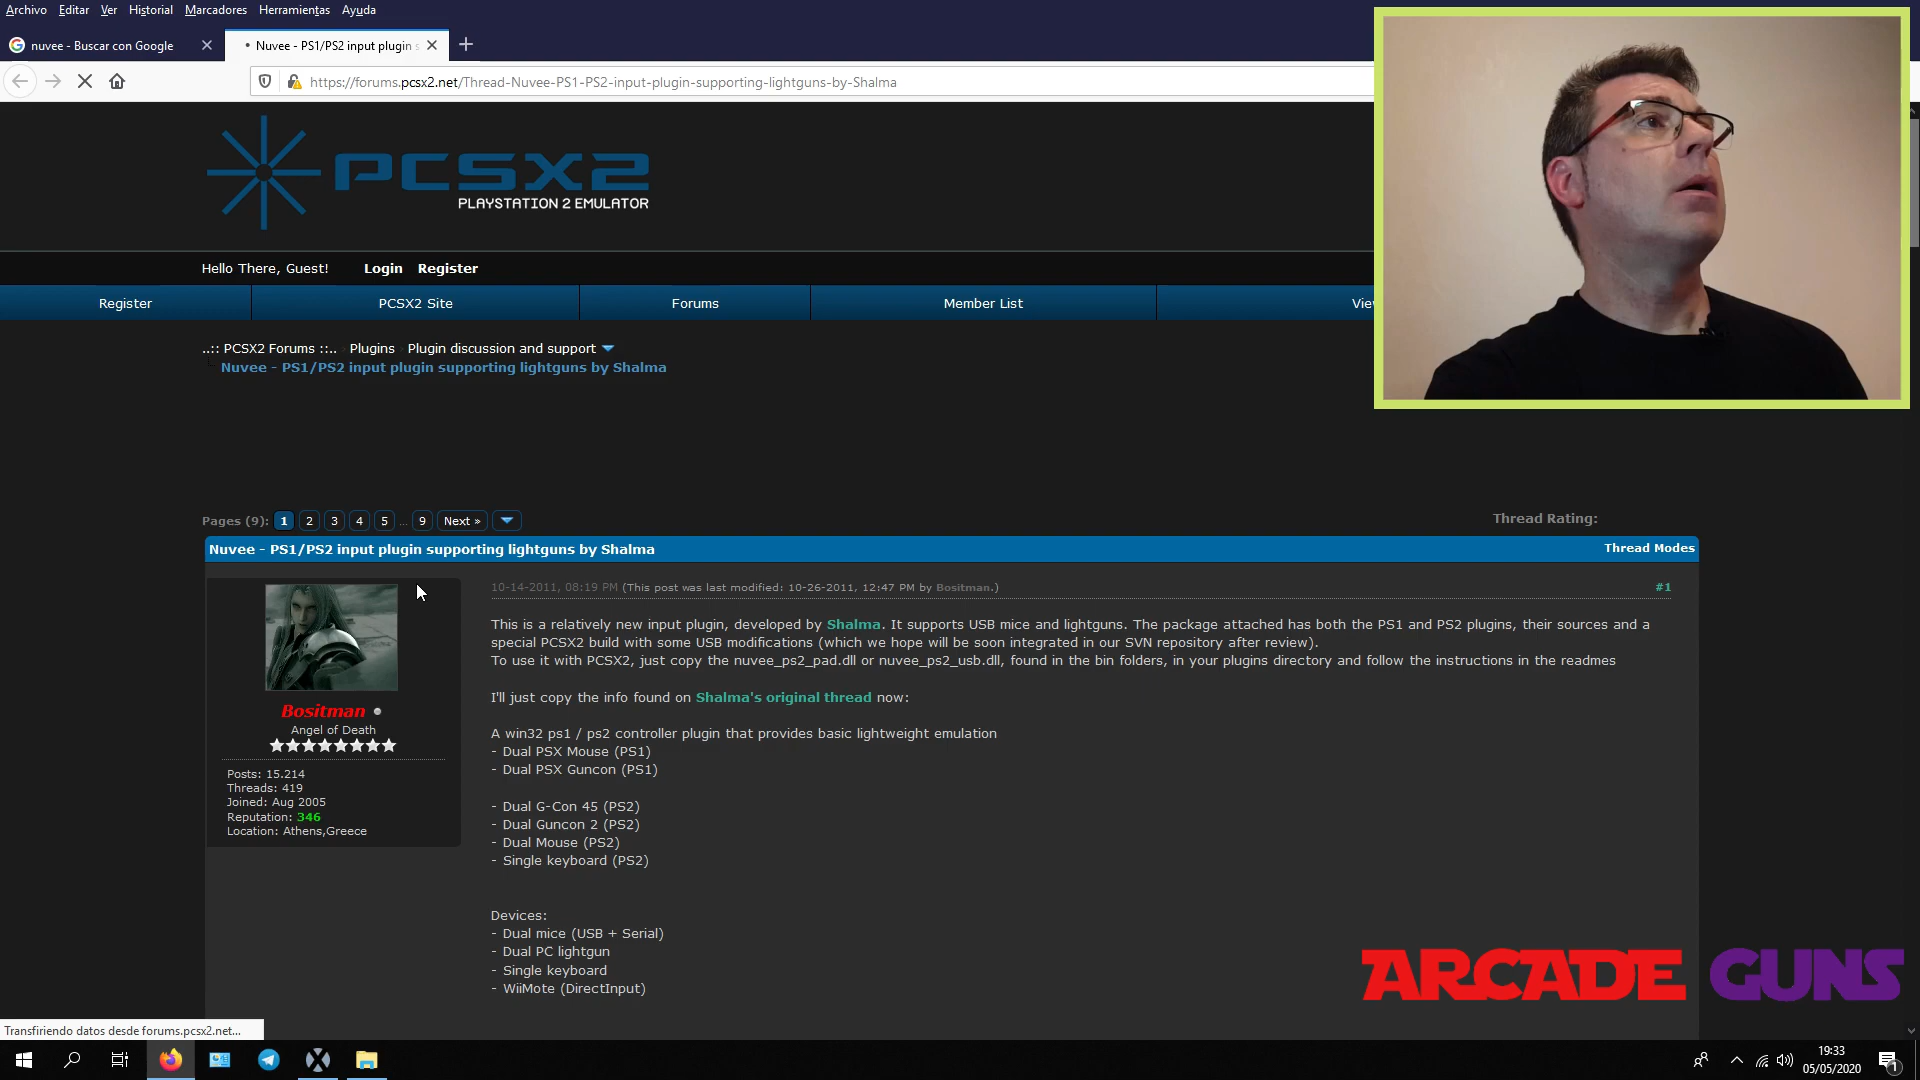 Archivo Editar Ver Historial Marcadores Herramientas Ayuda
nuvee - Buscar con Google
Nuvee - PS1/PS2 input plugin s
https://forums.pcsx2.net/Thread-Nuvee-PS1-PS2-input-plugin-supporting-lightguns-by-Shalma
PCSX2
PLAYSTATION 2 EMULATOR
Hello There, Guest! Login Register
Register PCSX2 Site Forums Member List Vie
..:: PCSX2 Forums ::.. › Plugins › Plugin discussion and support
Nuvee - PS1/PS2 input plugin supporting lightguns by Shalma
Pages (9): 1 2 3 4 5 ... 9 Next »
Thread Rating:
Nuvee - PS1/PS2 input plugin supporting lightguns by Shalma
Thread Modes
Bositman
Angel of Death
Posts: 15.214
Threads: 419
Joined: Aug 2005
Reputation: 346
Location: Athens,Greece
10-14-2011, 08:19 PM (This post was last modified: 10-26-2011, 12:47 PM by Bositman.)
#1
This is a relatively new input plugin, developed by Shalma. It supports USB mice and lightguns. The package attached has both the PS1 and PS2 plugins, their sources and a
special PCSX2 build with some USB modifications (which we hope will be soon integrated in our SVN repository after review).
To use it with PCSX2, just copy the nuvee_ps2_pad.dll or nuvee_ps2_usb.dll, found in the bin folders, in your plugins directory and follow the instructions in the readmes
I'll just copy the info found on Shalma's original thread now:
A win32 ps1 / ps2 controller plugin that provides basic lightweight emulation
- Dual PSX Mouse (PS1)
- Dual PSX Guncon (PS1)
- Dual G-Con 45 (PS2)
- Dual Guncon 2 (PS2)
- Dual Mouse (PS2)
- Single keyboard (PS2)
Devices:
- Dual mice (USB + Serial)
- Dual PC lightgun
- Single keyboard
- WiiMote (DirectInput)
ARCADE GUNS
Transfiriendo datos desde forums.pcsx2.net...
19:33
05/05/2020
1